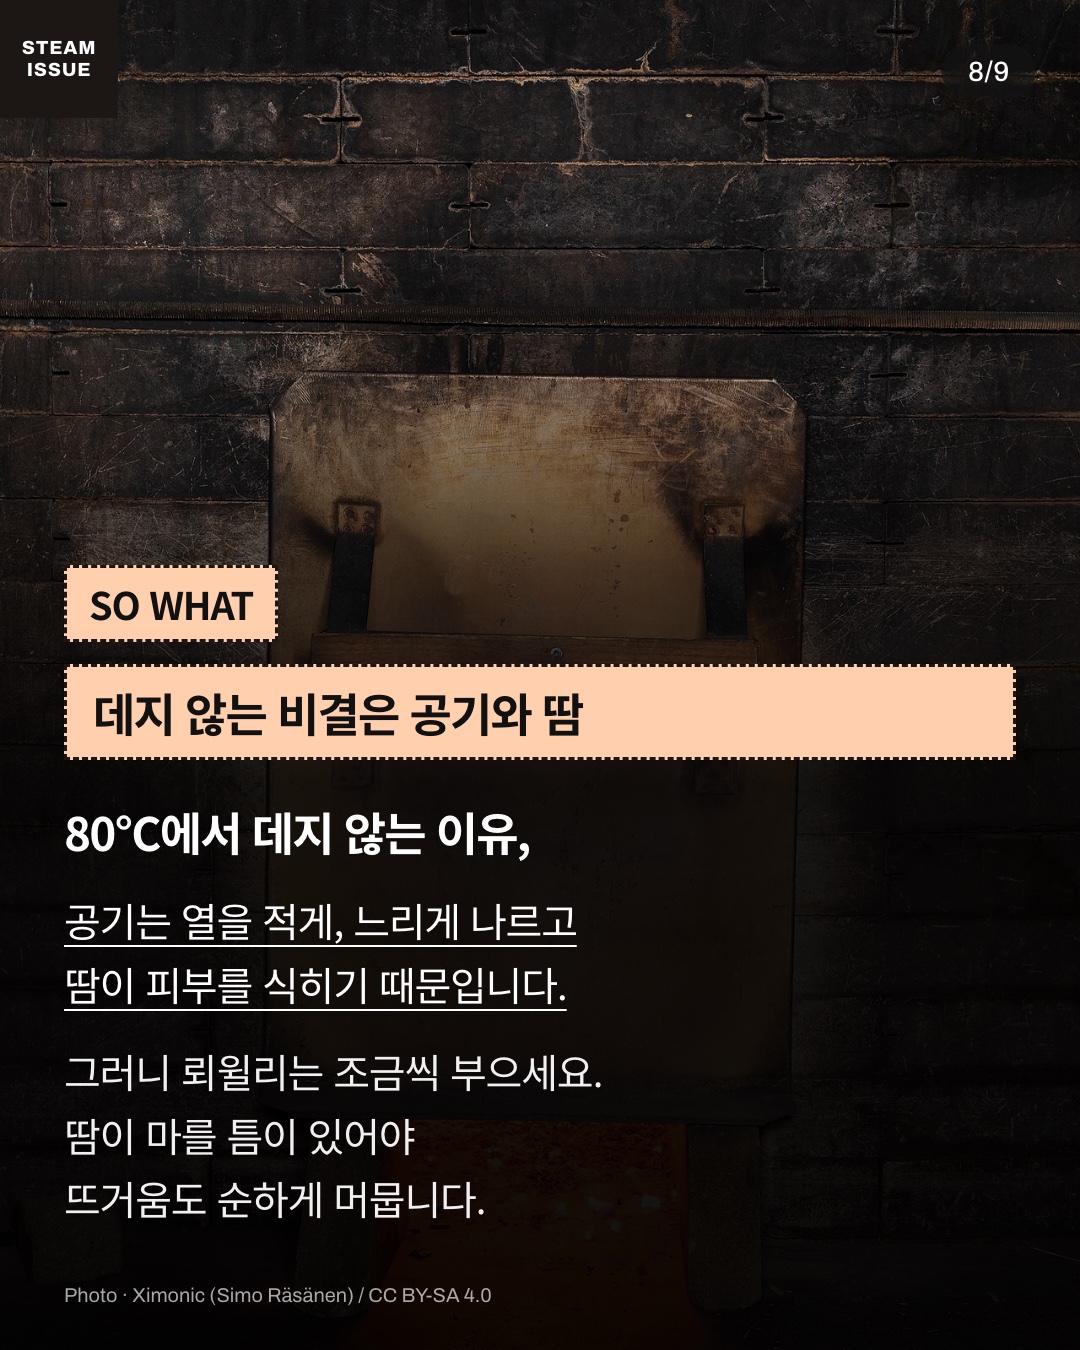 STEAM
ISSUE
8/9
SO WHAT
데지 않는 비결은 공기와 땀
80°C에서 데지 않는 이유,
공기는 열을 적게, 느리게 나르고
땀이 피부를 식히기 때문입니다.
그러니 뢰윌리는 조금씩 부으세요.
땀이 마를 틈이 있어야
뜨거움도 순하게 머뭅니다.
Photo · Ximonic (Simo Räsänen) / CC BY-SA 4.0